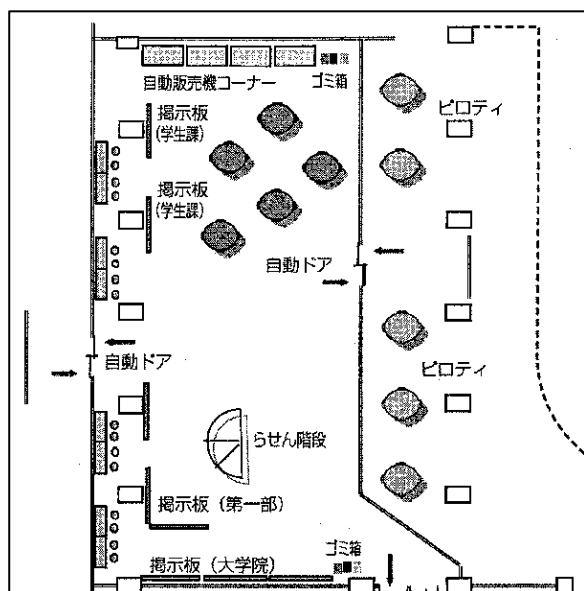 自動販売機コーナー
ゴミ箱
掲示板
(学生課)
ピロティ
掲示板
(学生課)
自動ドア
自動ドア
ピロティ
らせん階段
掲示板(第一部)
ゴミ箱
掲示板(大学院)